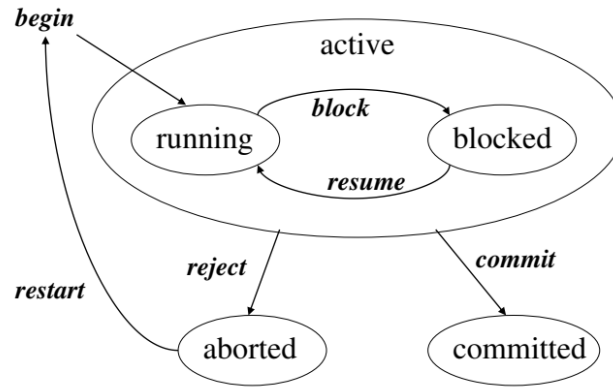 begin
active
block
running
blocked
resume
reject
commit
restart
aborted
committed